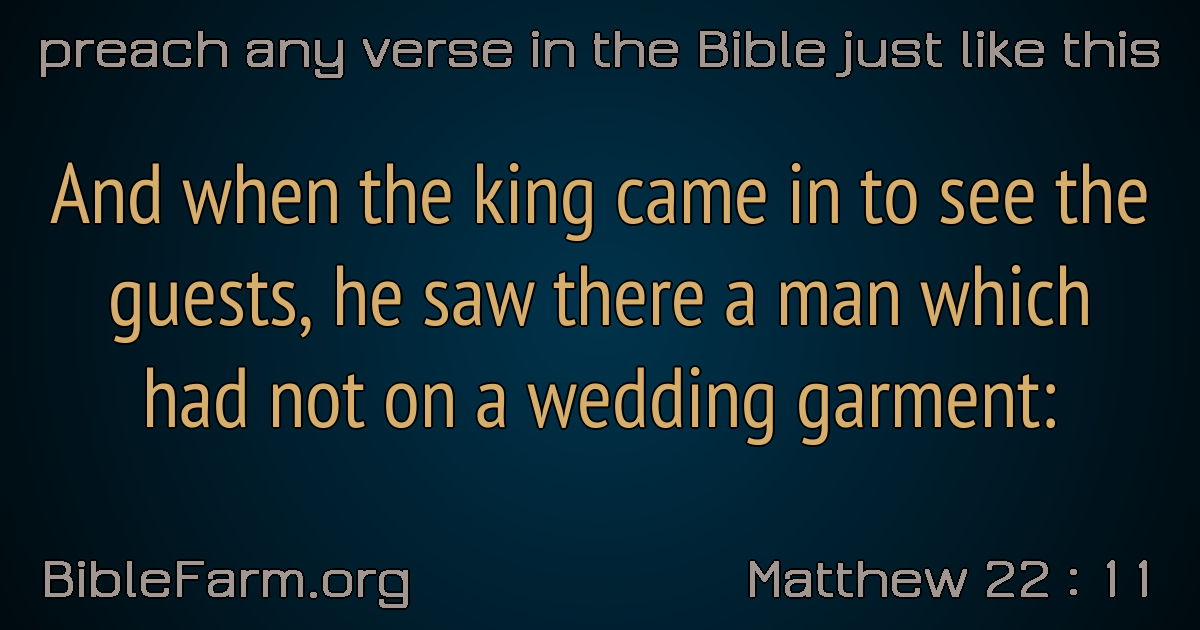 preach any verse in the Bible just like this
And when the king came in to see the
guests, he saw there a man which
had not on a wedding garment:
BibleFarm.org
Matthew 22 : 11